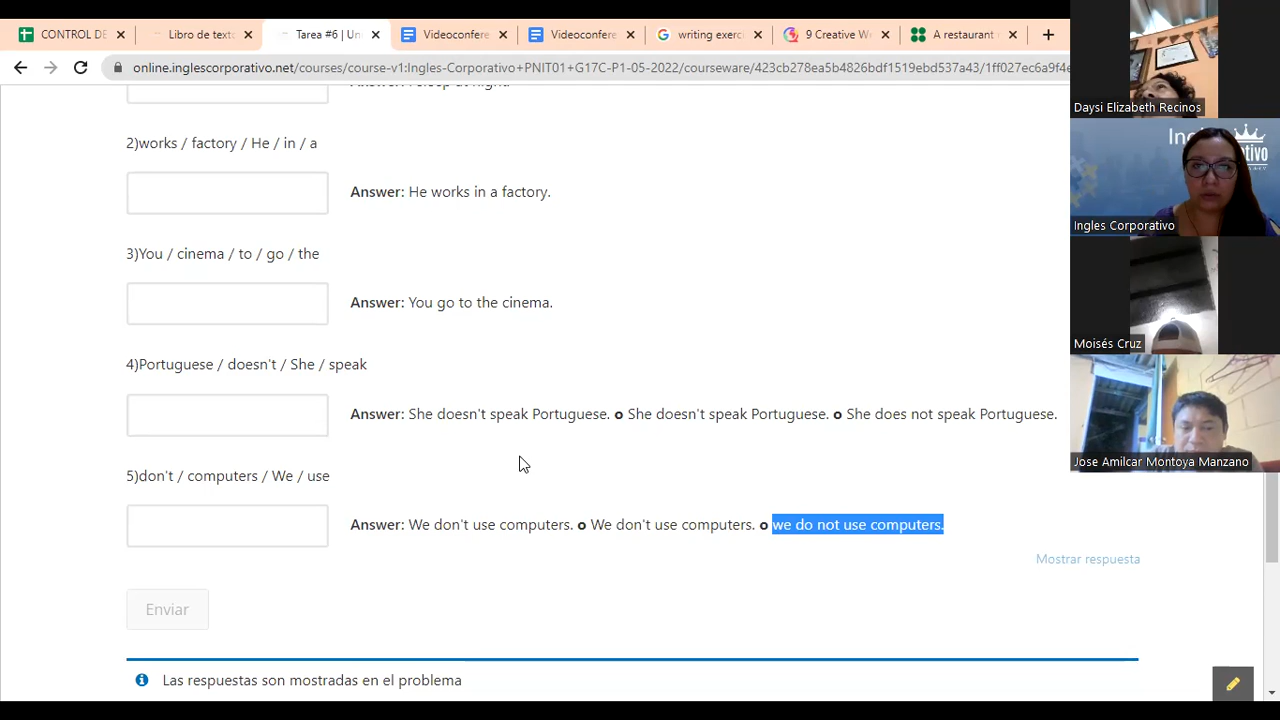 CONTROL DE
Libro de texto
Tarea #6 | Un
Videoconfere
Videoconfere
writing exerci
9 Creative W
A restaurant
online.inglescorporativo.net/courses/course-v1:Ingles-Corporativo+PNIT01+G17C-P1-05-2022/courseware/423cb278ea5b4826bdf1519ebd537a43/1ff027ec6a9f4e
2)works / factory / He / in / a
Answer: He works in a factory.
3)You / cinema / to / go / the
Answer: You go to the cinema.
4)Portuguese / doesn't / She / speak
Answer: She doesn't speak Portuguese. o She doesn't speak Portuguese. o She does not speak Portuguese.
5)don't / computers / We / use
Answer: We don't use computers. o We don't use computers. o we do not use computers.
Mostrar respuesta
Enviar
Las respuestas son mostradas en el problema
Daysi Elizabeth Recinos
Ingles Corporativo
Moisés Cruz
Jose Amilcar Montoya Manzano